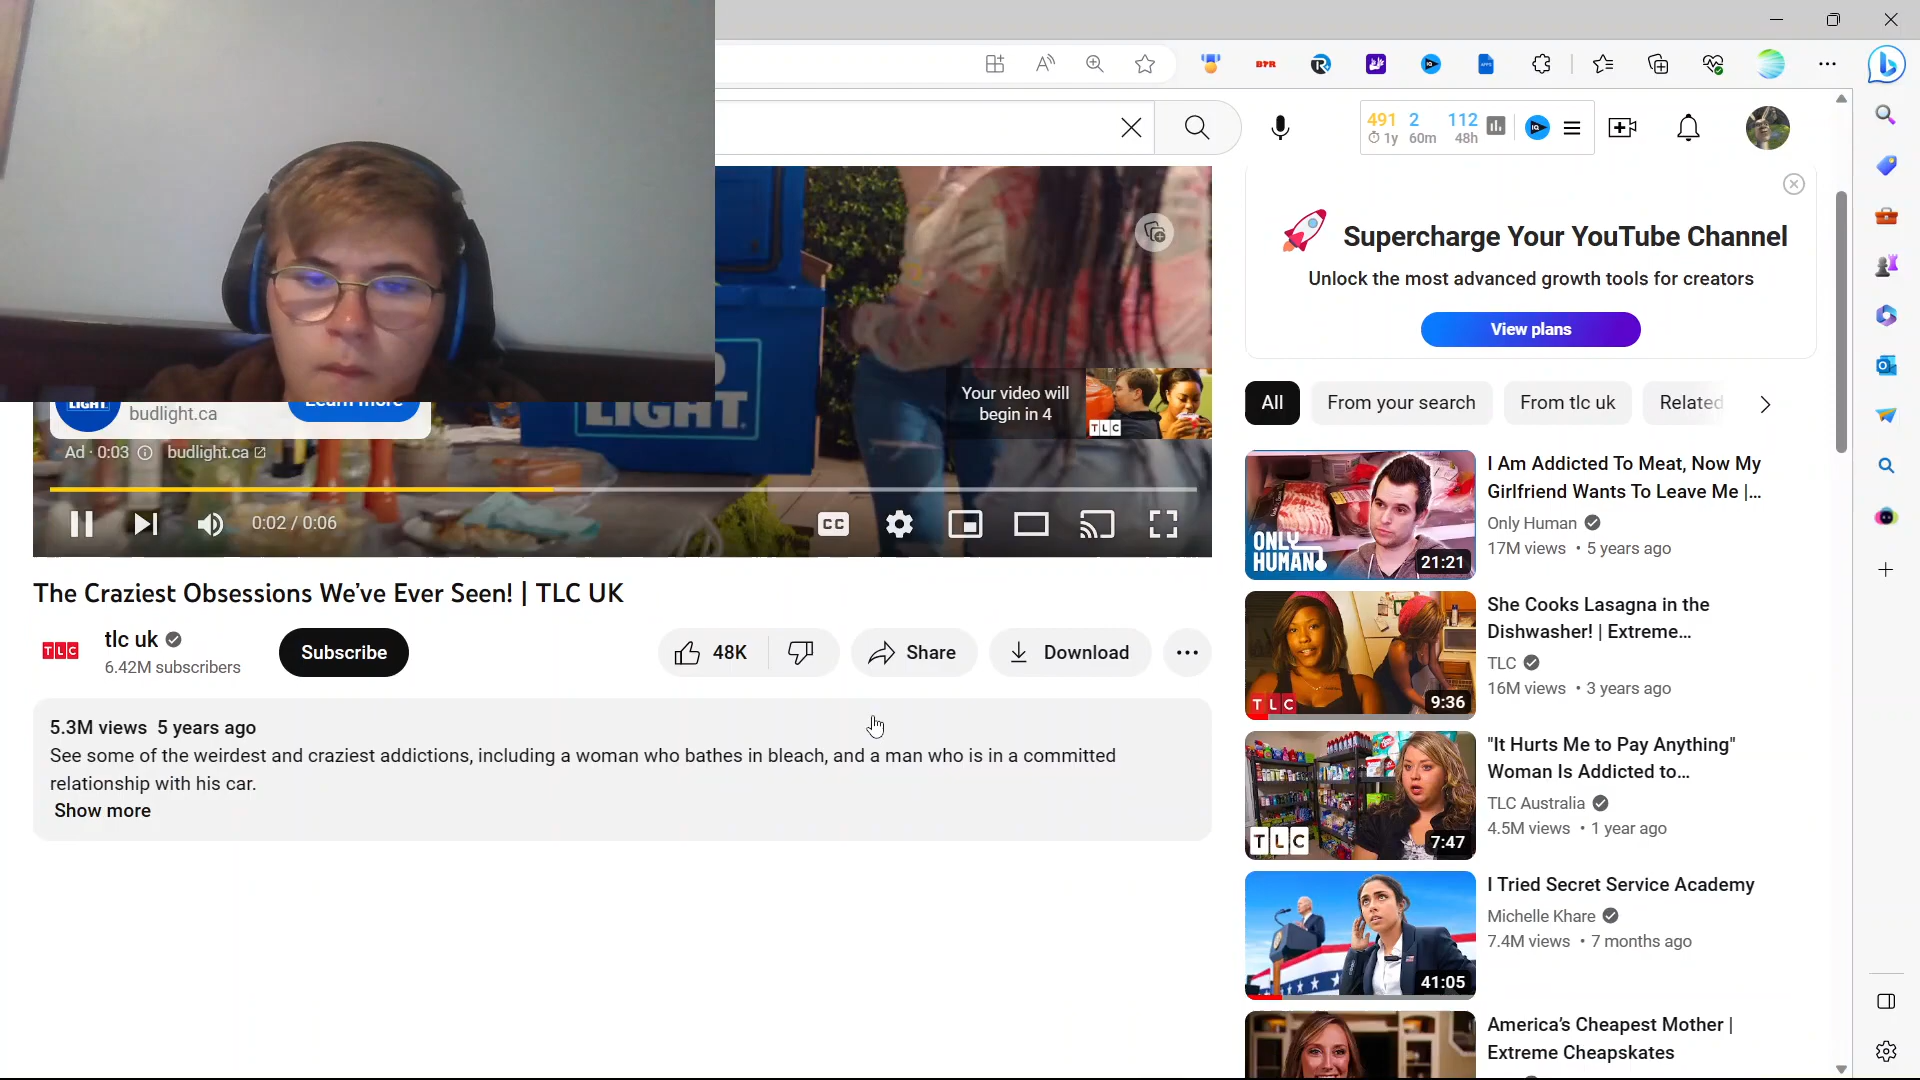 491 2 112
1y 60m 48h
Supercharge Your YouTube Channel
Unlock the most advanced growth tools for creators
View plans
Your video will
begin in 4
TLC
LIGHT
LIGHT
budlight.ca
Learn more
Ad · 0:03 budlight.ca
0:02 / 0:06
CC
All
From your search
From tlc uk
Related
The Craziest Obsessions We've Ever Seen! | TLC UK
TLC
tlc uk
6.42M subscribers
Subscribe
48K
Share
Download
5.3M views 5 years ago
See some of the weirdest and craziest addictions, including a woman who bathes in bleach, and a man who is in a committed
relationship with his car.
Show more
ONLY
HUMAN
21:21
I Am Addicted To Meat, Now My
Girlfriend Wants To Leave Me |...
Only Human
17M views • 5 years ago
TLC
9:36
She Cooks Lasagna in the
Dishwasher! | Extreme...
TLC
16M views • 3 years ago
TLC
7:47
"It Hurts Me to Pay Anything"
Woman Is Addicted to...
TLC Australia
4.5M views • 1 year ago
41:05
I Tried Secret Service Academy
Michelle Khare
7.4M views • 7 months ago
America's Cheapest Mother |
Extreme Cheapskates